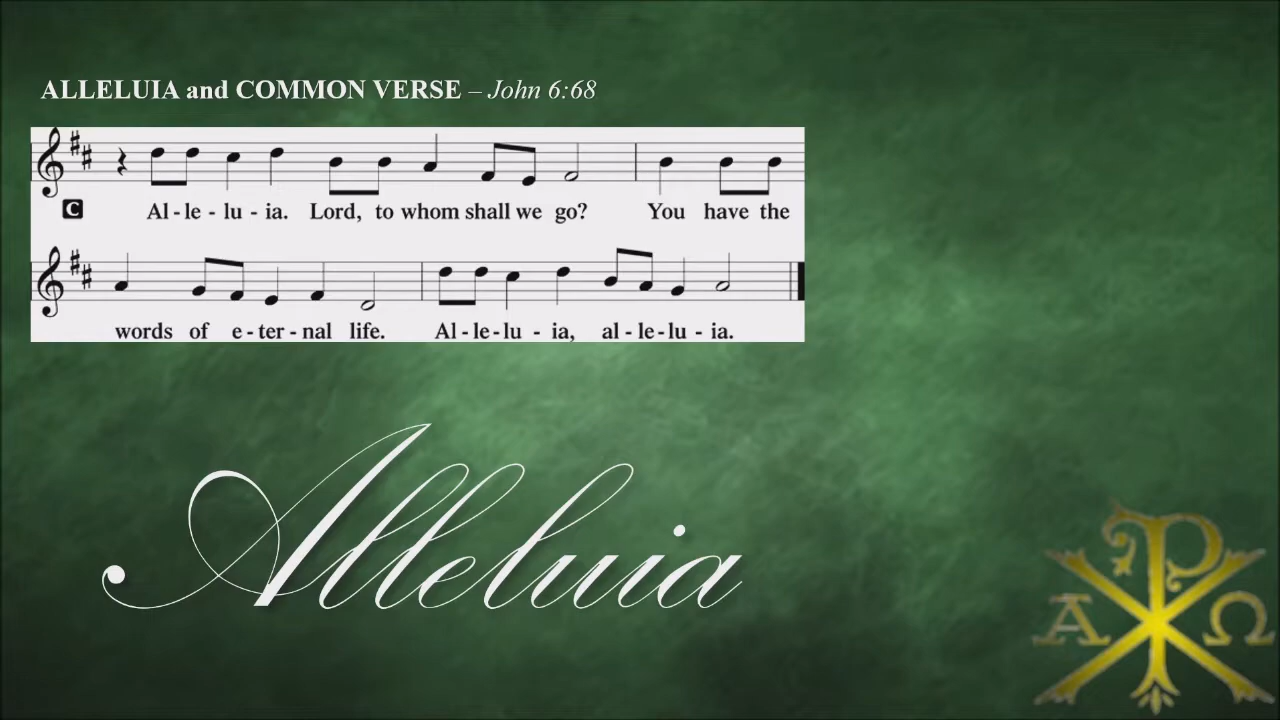 ALLELUIA and COMMON VERSE – John 6:68
C Al - le - lu - ia. Lord, to whom shall we go? You have the
words of e - ter - nal life. Al - le - lu - ia, al - le - lu - ia.
Alleluia
Α Ω